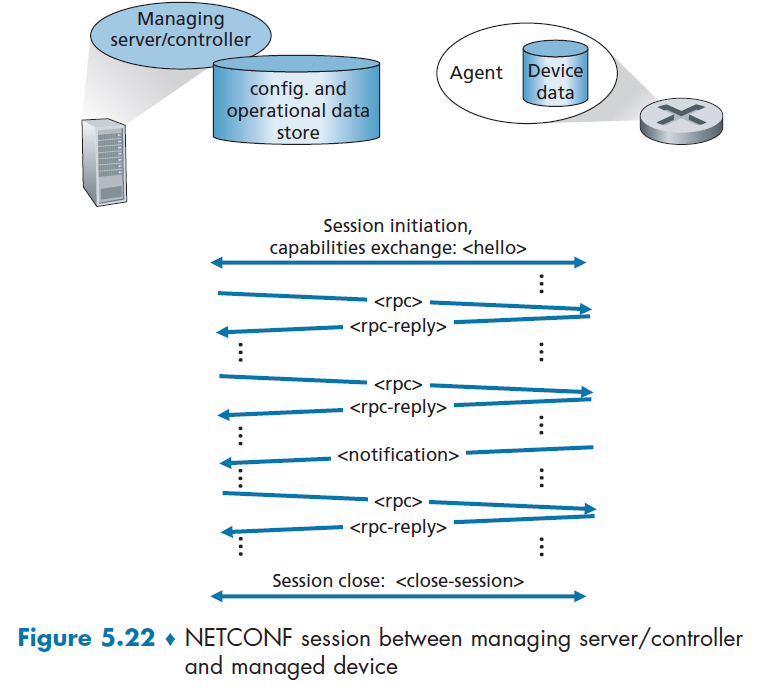 Managing
server/controller
config. and
operational data
store
Agent
Device
data
Session initiation,
capabilities exchange: <hello>
<rpc>
<rpc-reply>
<rpc>
<rpc-reply>
<notification>
<rpc>
<rpc-reply>
Session close: <close-session>
Figure 5.22 ♦ NETCONF session between managing server/controller
and managed device